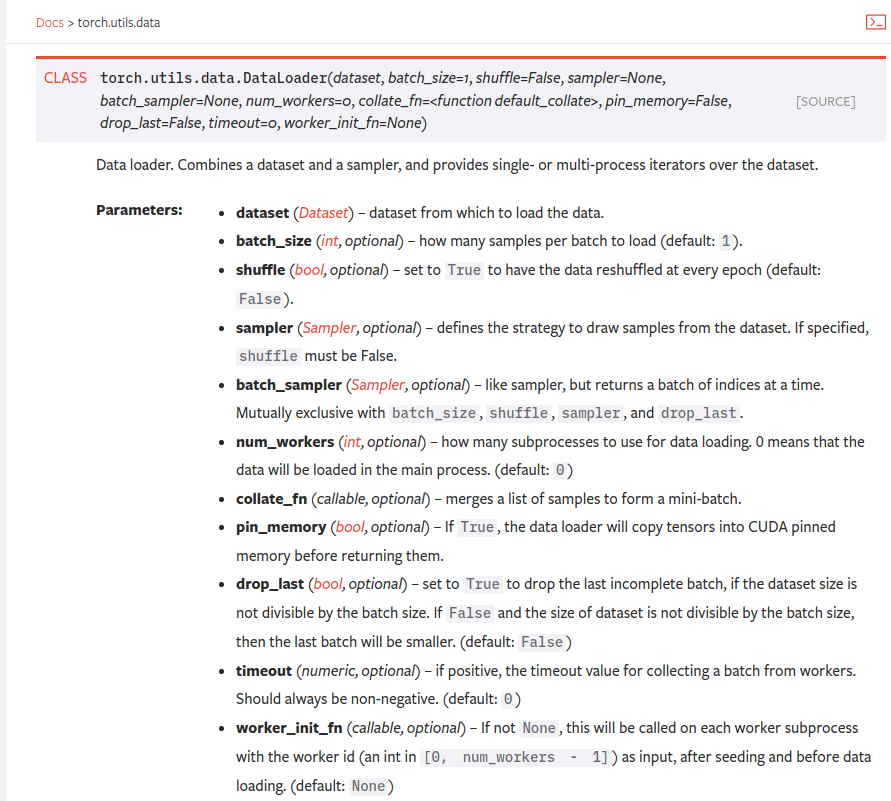 Docs > torch.utils.data
>_
CLASS torch.utils.data.DataLoader(dataset, batch_size=1, shuffle=False, sampler=None,
batch_sampler=None, num_workers=0, collate_fn=<function default_collate>, pin_memory=False,
[SOURCE]
drop_last=False, timeout=0, worker_init_fn=None)
Data loader. Combines a dataset and a sampler, and provides single- or multi-process iterators over the dataset.
Parameters:
• dataset (Dataset) – dataset from which to load the data.
• batch_size (int, optional) – how many samples per batch to load (default: 1).
• shuffle (bool, optional) – set to True to have the data reshuffled at every epoch (default:
False).
• sampler (Sampler, optional) – defines the strategy to draw samples from the dataset. If specified,
shuffle must be False.
• batch_sampler (Sampler, optional) – like sampler, but returns a batch of indices at a time.
Mutually exclusive with batch_size, shuffle, sampler, and drop_last.
• num_workers (int, optional) – how many subprocesses to use for data loading. 0 means that the
data will be loaded in the main process. (default: 0)
• collate_fn (callable, optional) – merges a list of samples to form a mini-batch.
• pin_memory (bool, optional) – If True, the data loader will copy tensors into CUDA pinned
memory before returning them.
• drop_last (bool, optional) – set to True to drop the last incomplete batch, if the dataset size is
not divisible by the batch size. If False and the size of dataset is not divisible by the batch size,
then the last batch will be smaller. (default: False)
• timeout (numeric, optional) – if positive, the timeout value for collecting a batch from workers.
Should always be non-negative. (default: 0)
• worker_init_fn (callable, optional) – If not None, this will be called on each worker subprocess
with the worker id (an int in [0, num_workers - 1]) as input, after seeding and before data
loading. (default: None)